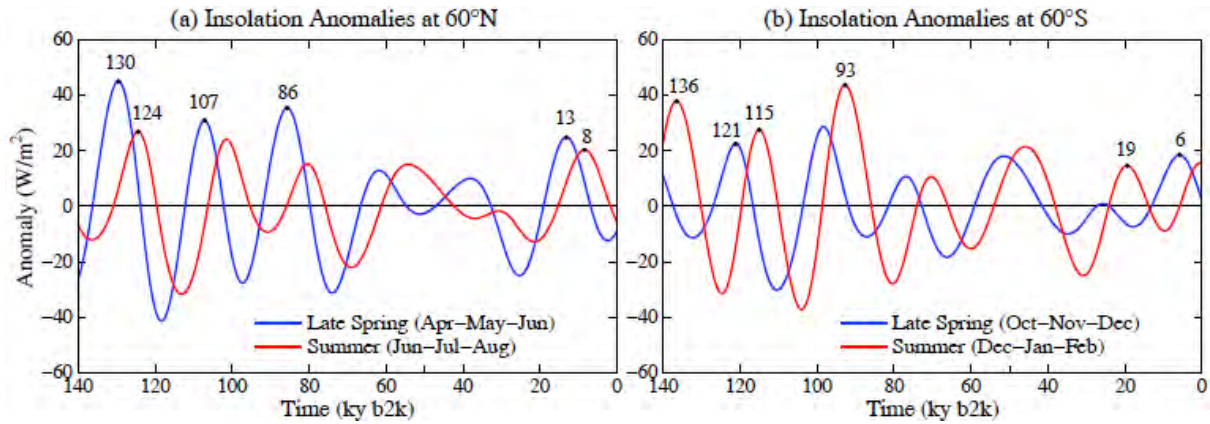 (a) Insolation Anomalies at 60°N
(b) Insolation Anomalies at 60°S
60
40
20
0
−20
−40
−60
Anomaly (W/m²)
130
124
107
86
13
8
Late Spring (Apr−May−Jun)
Summer (Jun−Jul−Aug)
140 120 100 80 60 40 20 0
Time (ky b2k)
60
40
20
0
−20
−40
−60
136
121
115
93
19
6
Late Spring (Oct−Nov−Dec)
Summer (Dec−Jan−Feb)
140 120 100 80 60 40 20 0
Time (ky b2k)